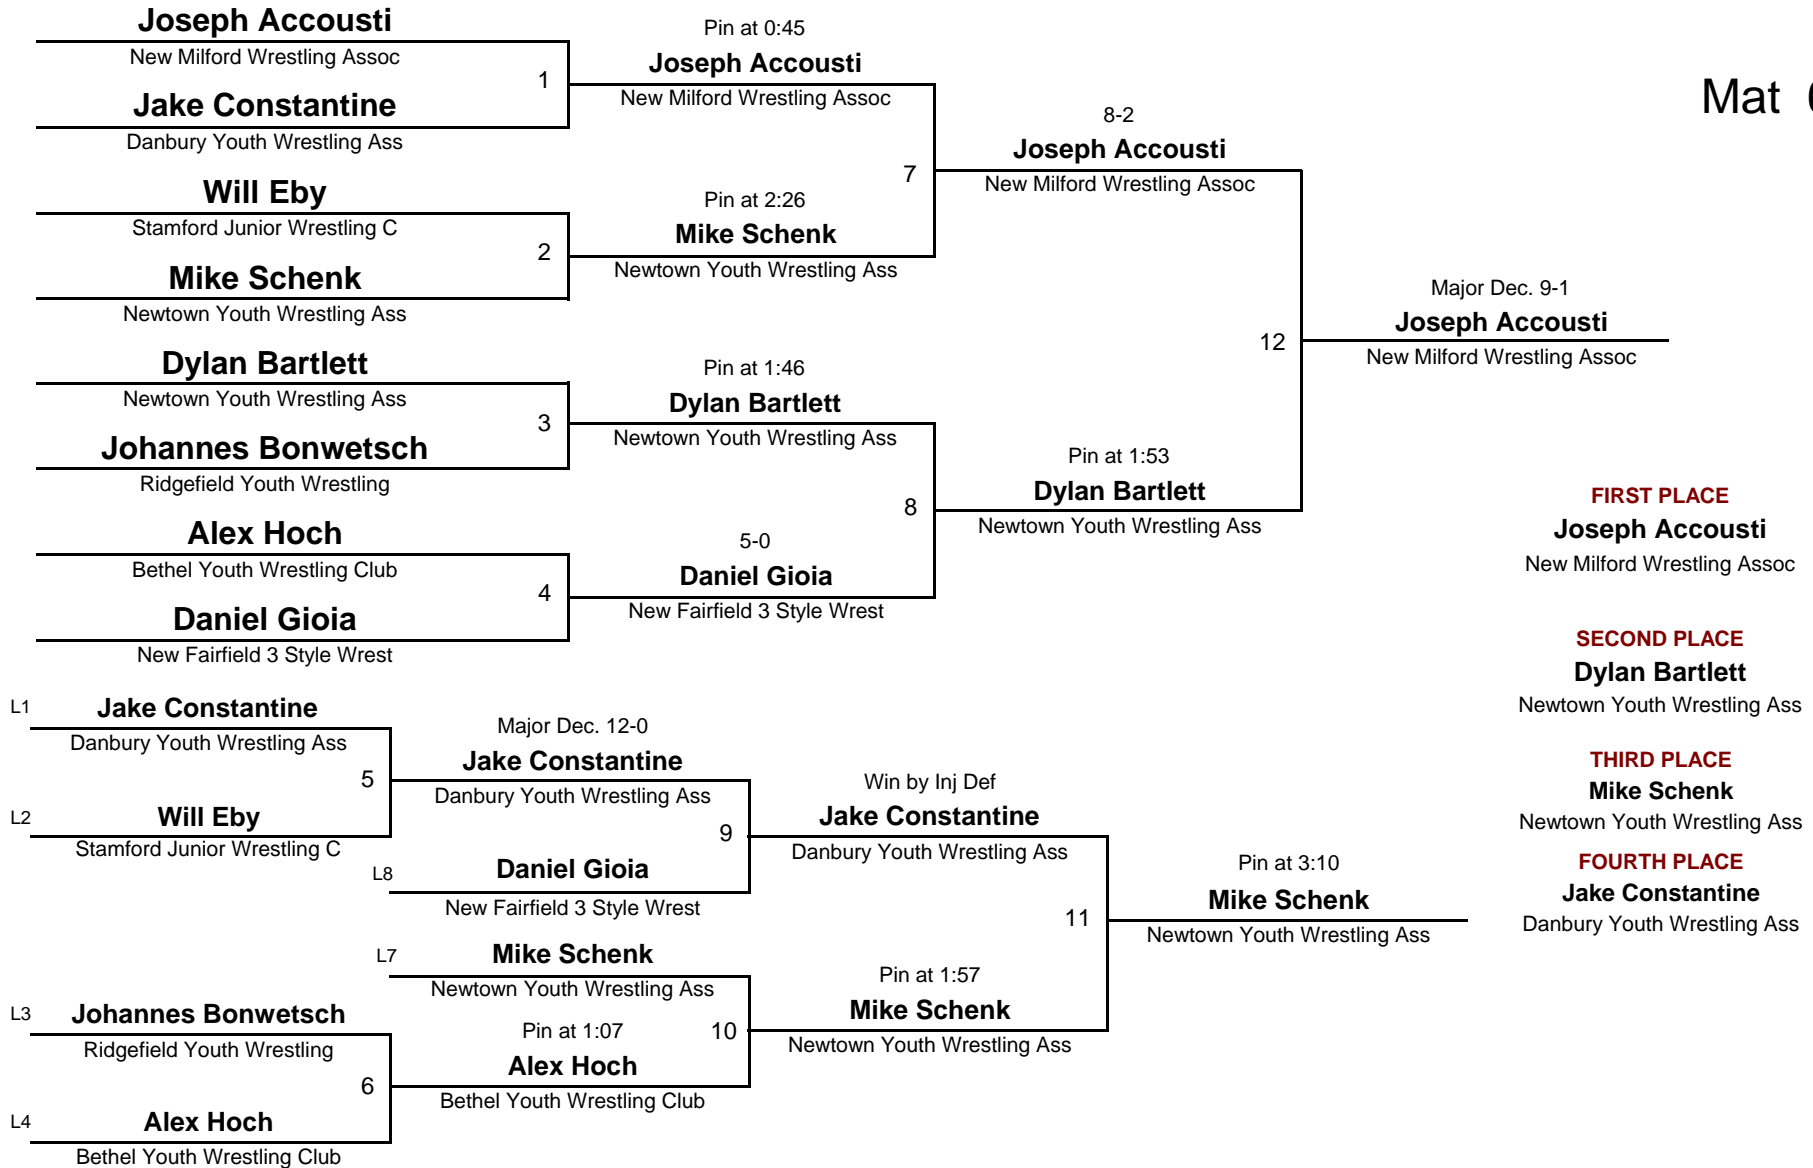 Joseph Accousti
New Milford Wrestling Assoc
1
Jake Constantine
Danbury Youth Wrestling Ass
Will Eby
Stamford Junior Wrestling C
2
Mike Schenk
Newtown Youth Wrestling Ass
Dylan Bartlett
Newtown Youth Wrestling Ass
3
Johannes Bonwetsch
Ridgefield Youth Wrestling
Alex Hoch
Bethel Youth Wrestling Club
4
Daniel Gioia
New Fairfield 3 Style Wrest
Pin at 0:45
Joseph Accousti
New Milford Wrestling Assoc
7
Pin at 2:26
Mike Schenk
Newtown Youth Wrestling Ass
Pin at 1:46
Dylan Bartlett
Newtown Youth Wrestling Ass
8
5-0
Daniel Gioia
New Fairfield 3 Style Wrest
8-2
Joseph Accousti
New Milford Wrestling Assoc
12
Pin at 1:53
Dylan Bartlett
Newtown Youth Wrestling Ass
Major Dec. 9-1
Joseph Accousti
New Milford Wrestling Assoc
Mat
FIRST PLACE
Joseph Accousti
New Milford Wrestling Assoc
SECOND PLACE
Dylan Bartlett
Newtown Youth Wrestling Ass
THIRD PLACE
Mike Schenk
Newtown Youth Wrestling Ass
FOURTH PLACE
Jake Constantine
Danbury Youth Wrestling Ass
L1 Jake Constantine
Danbury Youth Wrestling Ass
5
L2 Will Eby
Stamford Junior Wrestling C
L3 Johannes Bonwetsch
Ridgefield Youth Wrestling
6
L4 Alex Hoch
Bethel Youth Wrestling Club
Major Dec. 12-0
Jake Constantine
Danbury Youth Wrestling Ass
9
L8 Daniel Gioia
New Fairfield 3 Style Wrest
L7 Mike Schenk
Newtown Youth Wrestling Ass
Pin at 1:07 10
Alex Hoch
Bethel Youth Wrestling Club
Win by Inj Def
Jake Constantine
Danbury Youth Wrestling Ass
11
Pin at 1:57
Mike Schenk
Newtown Youth Wrestling Ass
Pin at 3:10
Mike Schenk
Newtown Youth Wrestling Ass